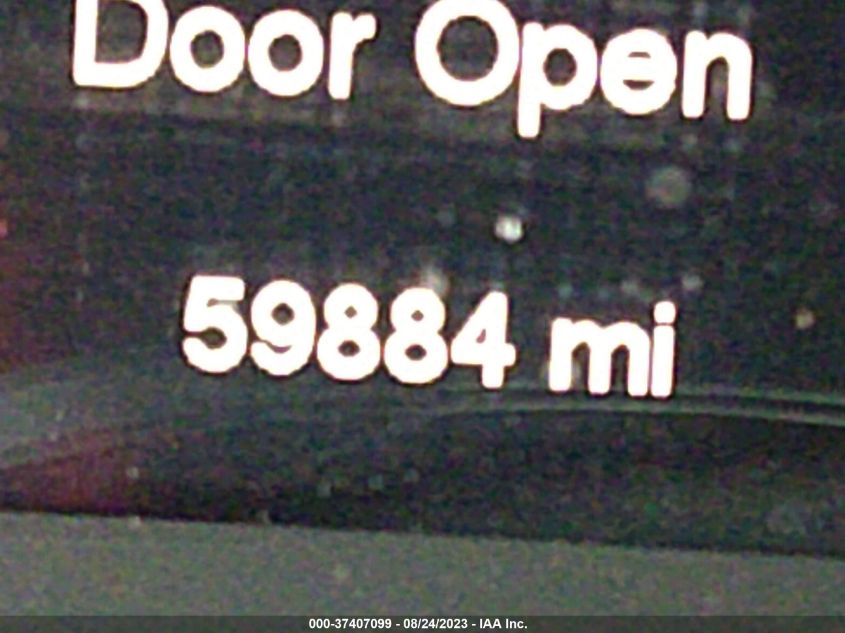 Door Open
59884 mi
000-37407099 - 08/24/2023 - IAA Inc.